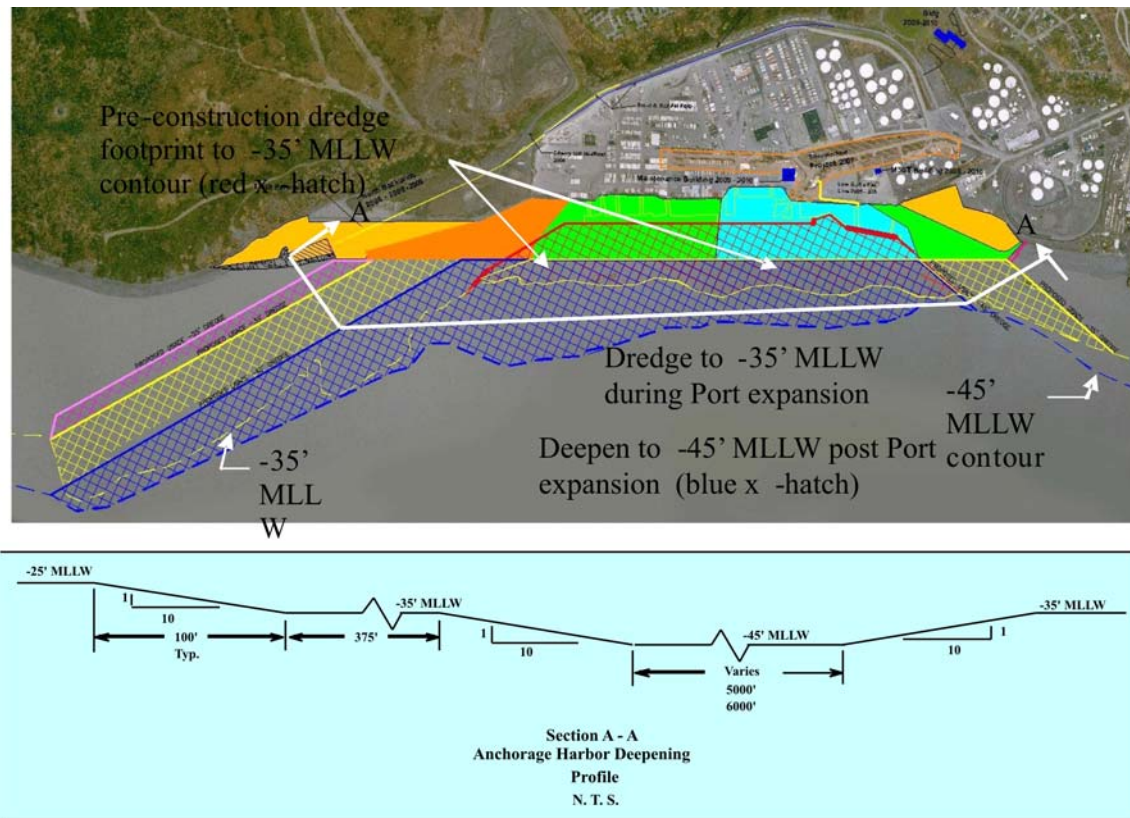 Pre-construction dredge
footprint to -35' MLLW
contour (red x -hatch)
A
A
Dredge to -35' MLLW
during Port expansion
-45'
MLLW
contour
Deepen to -45' MLLW post Port
expansion (blue x -hatch)
-35'
MLL
W
-25' MLLW
1
10
100'
Typ.
375'
-35' MLLW
1
10
-45' MLLW
Varies
5000'
6000'
1
10
-35' MLLW
Section A - A
Anchorage Harbor Deepening
Profile
N. T. S.